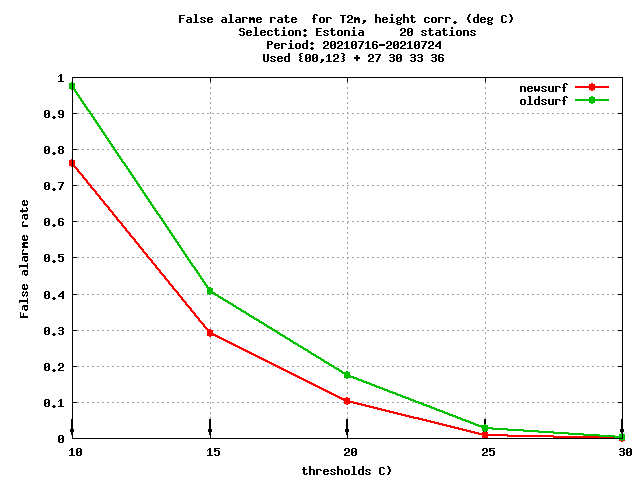 False alarme rate  for T2m, height corr. (deg C)
Selection: Estonia     20 stations
Period: 20210716-20210724
Used {00,12} + 27 30 33 36
newsurf
oldsurf
1
0.9
0.8
0.7
0.6
0.5
0.4
0.3
0.2
0.1
0
False alarme rate
10 15 20 25 30
thresholds C)